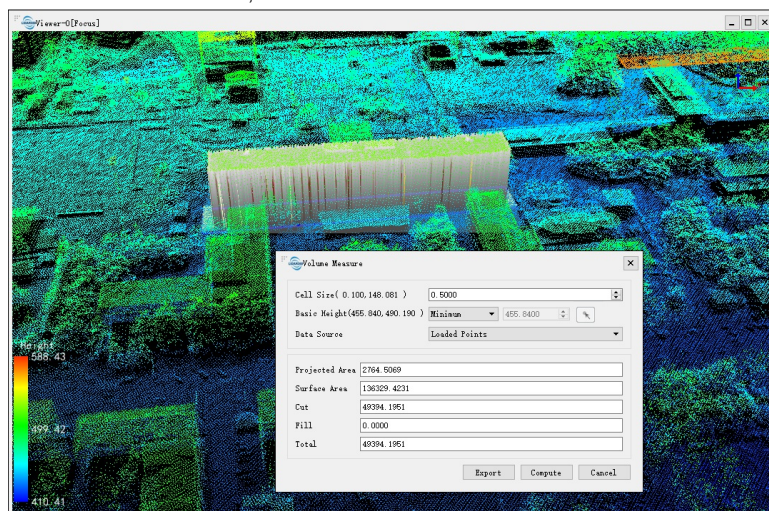 Viewer-0[Focus]
Volume Measure
Cell Size( 0.100,148.081 ) 0.5000
Basic Height(455.840,490.190 ) Minimum 455.8400
Data Source Loaded Points
Projected Area 2764.5069
Surface Area 136329.4231
Cut 49394.1951
Fill 0.0000
Total 49394.1951
Export Compute Cancel
Height
588.43
499.42
410.41